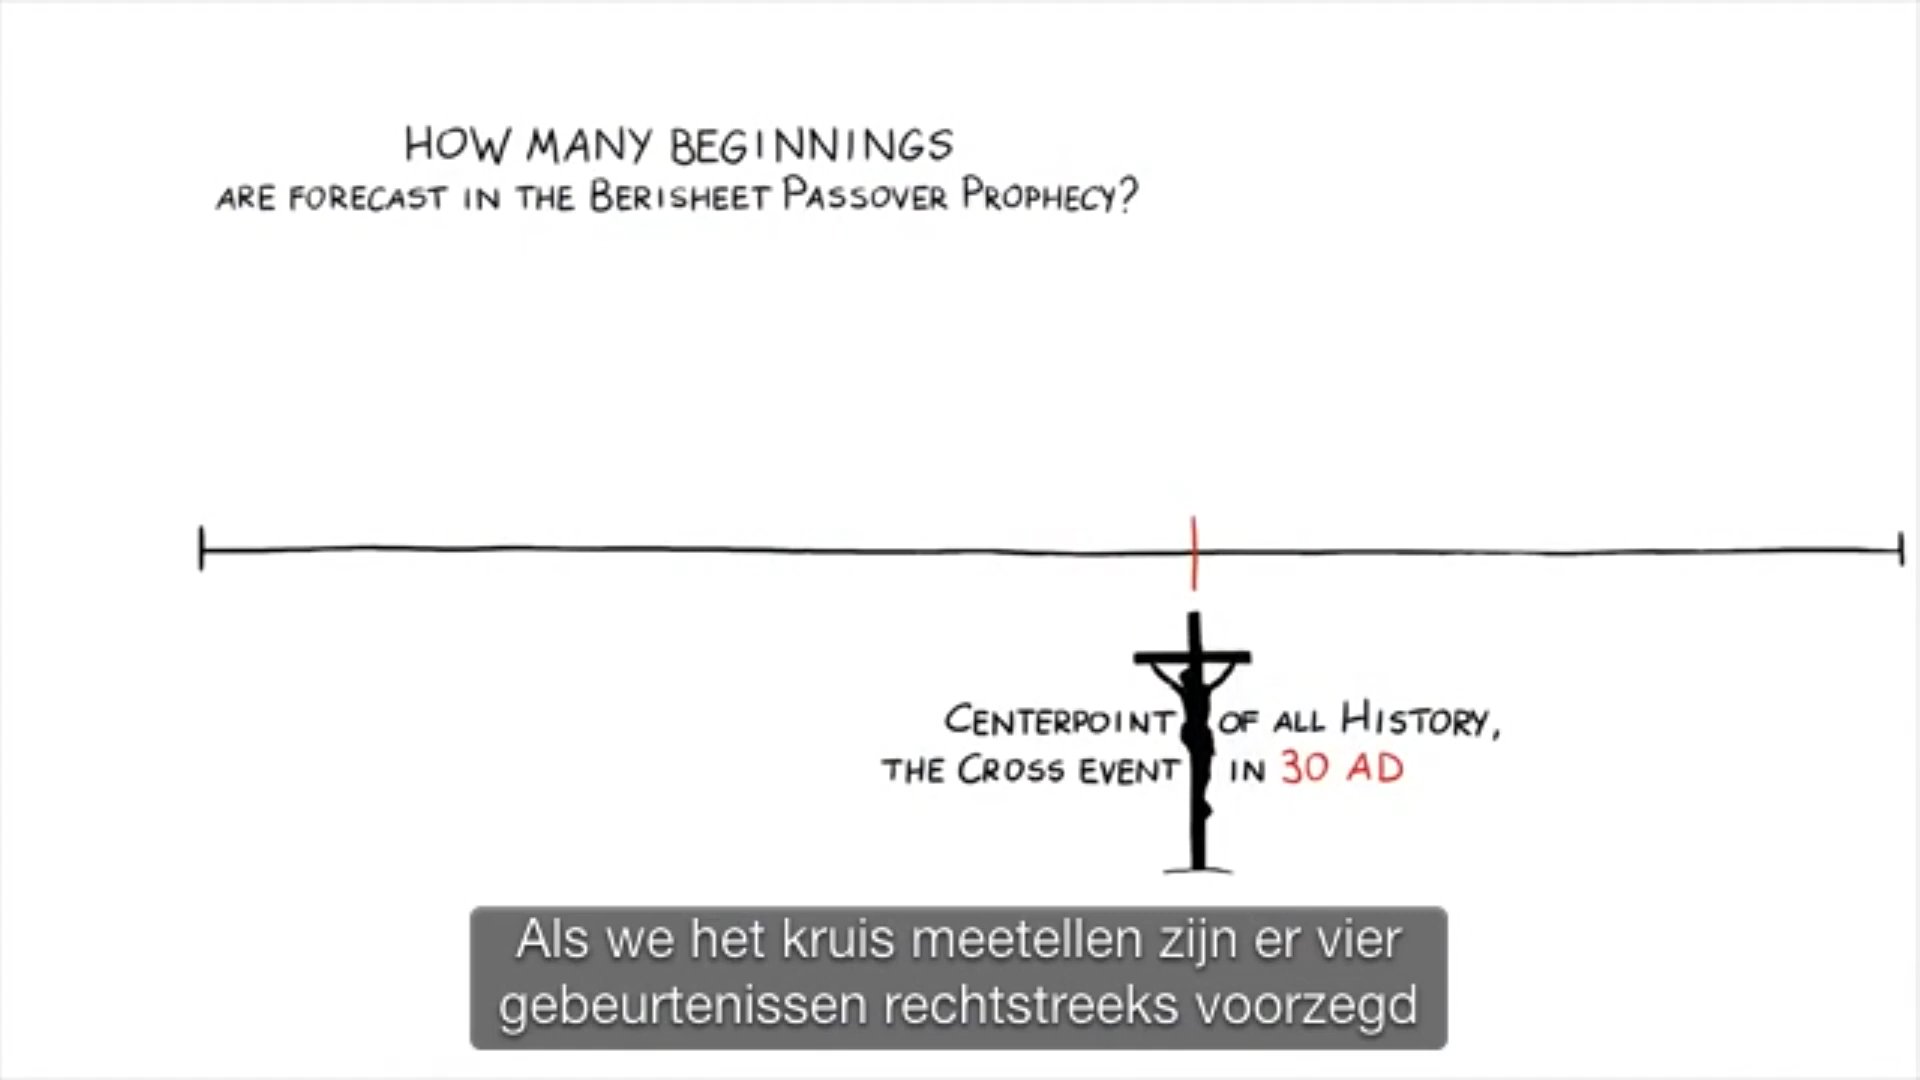 HOW MANY BEGINNINGS
ARE FORECAST IN THE BERISHEET PASSOVER PROPHECY?
CENTERPOINT OF ALL HISTORY,
THE CROSS EVENT IN 30 AD
Als we het kruis meetellen zijn er vier
gebeurtenissen rechtstreeks voorzegd